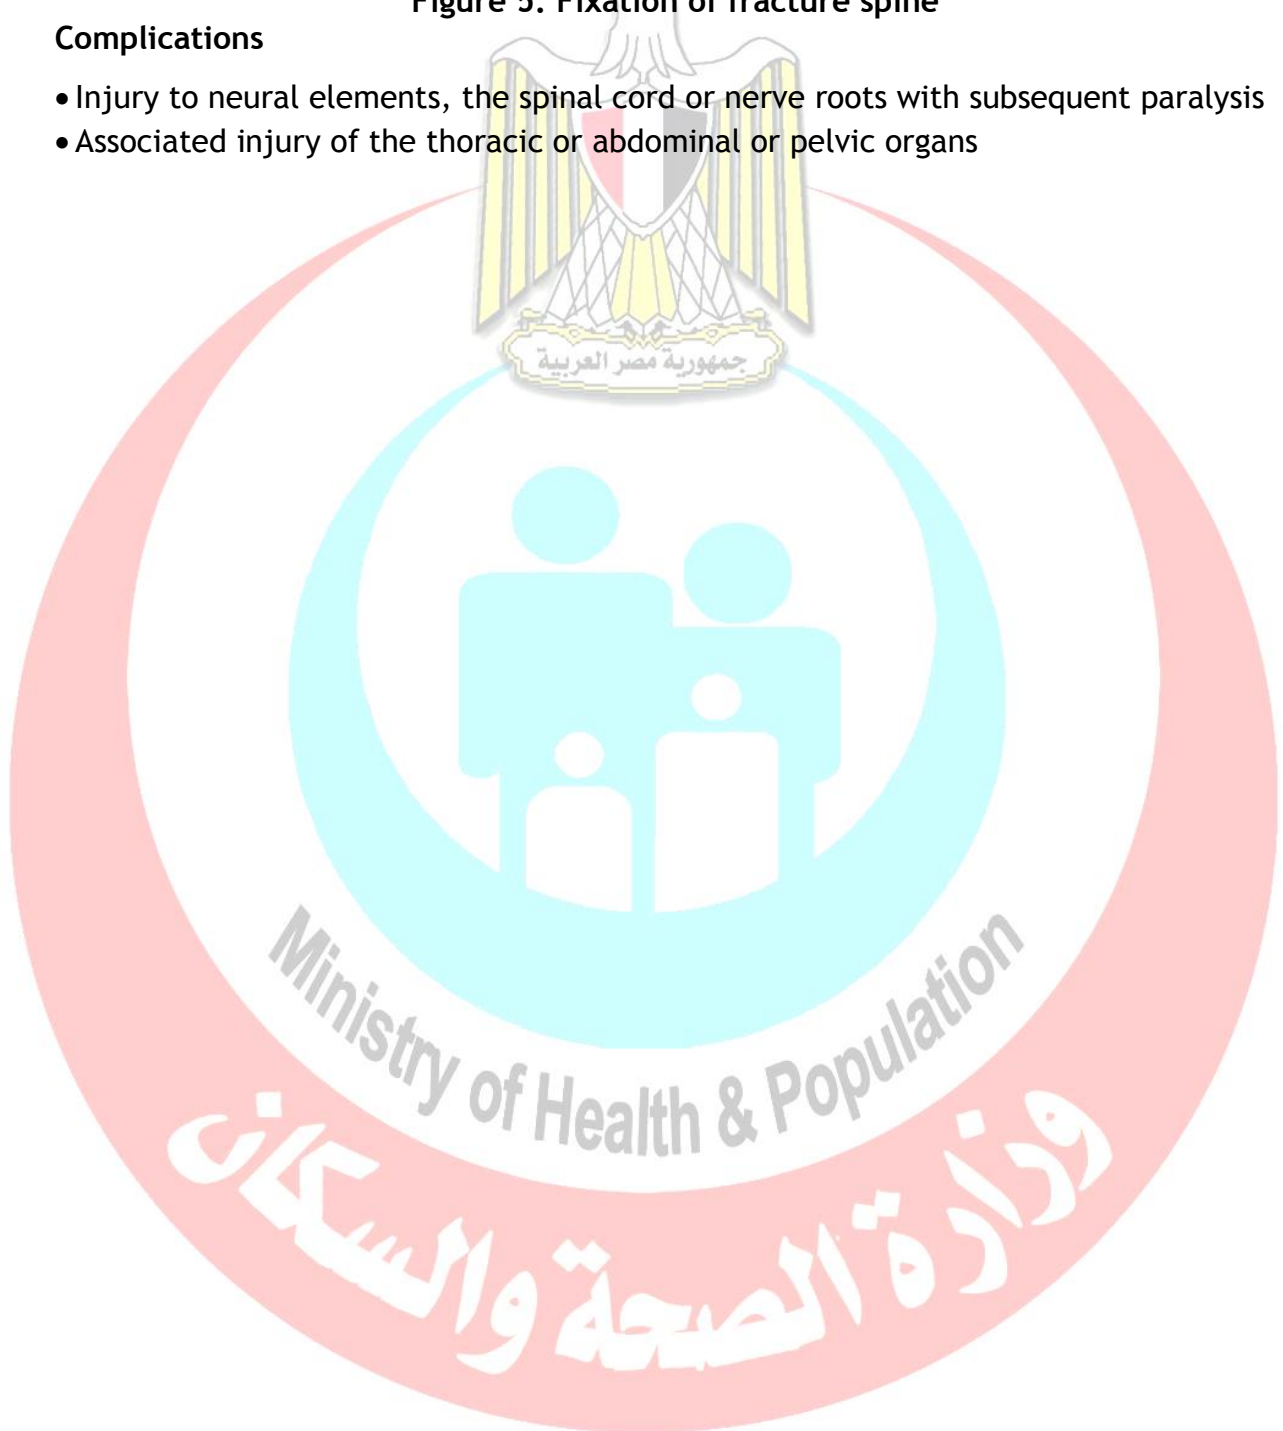 Figure 5: Fixation of fracture spine
Complications
• Injury to neural elements, the spinal cord or nerve roots with subsequent paralysis
• Associated injury of the thoracic or abdominal or pelvic organs
جمهورية مصر العربية
Ministry of Health & Population
وزارة الصحة والسكان